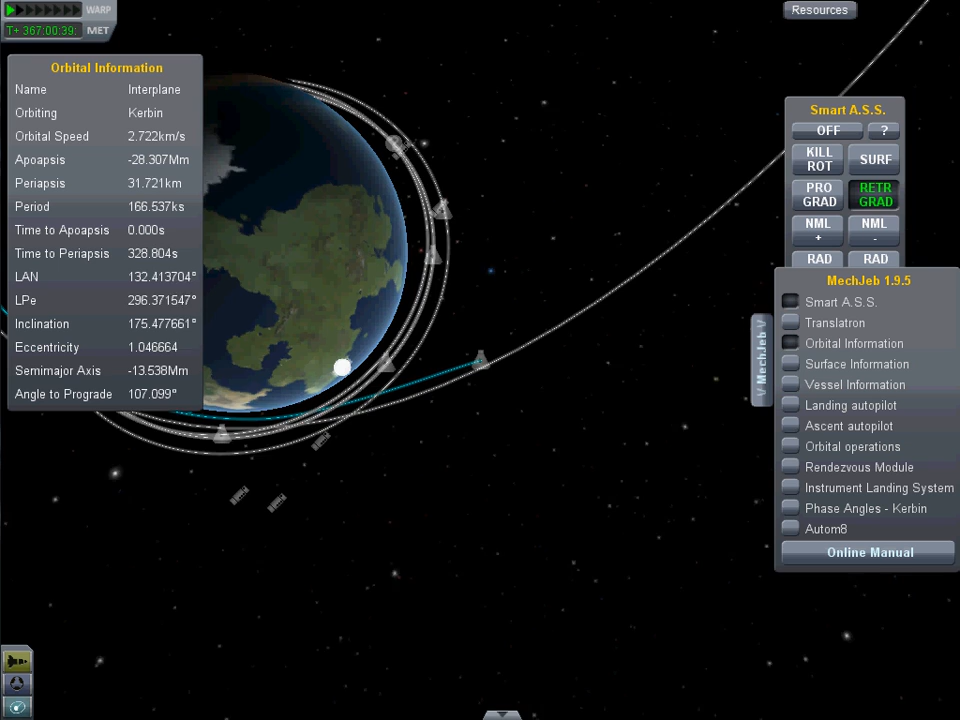 WARP
T+ 367:00:39: MET
Resources
Orbital Information
Name Interplane
Orbiting Kerbin
Orbital Speed 2.722km/s
Apoapsis -28.307Mm
Periapsis 31.721km
Period 166.537ks
Time to Apoapsis 0.000s
Time to Periapsis 328.804s
LAN 132.413704°
LPe 296.371547°
Inclination 175.477661°
Eccentricity 1.046664
Semimajor Axis -13.538Mm
Angle to Prograde 107.099°
Smart A.S.S.
OFF ?
KILL ROT SURF
PRO GRAD RETR GRAD
NML + NML -
RAD RAD
MechJeb 1.9.5
V MechJeb V
Smart A.S.S.
Translatron
Orbital Information
Surface Information
Vessel Information
Landing autopilot
Ascent autopilot
Orbital operations
Rendezvous Module
Instrument Landing System
Phase Angles - Kerbin
Autom8
Online Manual